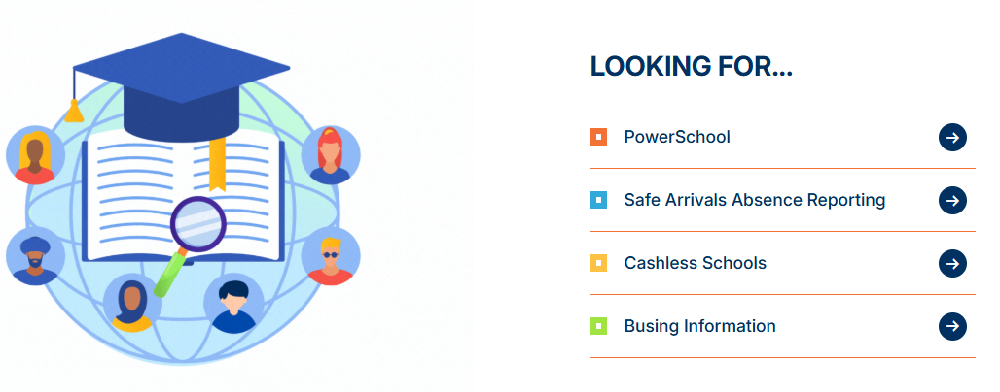 LOOKING FOR...
PowerSchool
Safe Arrivals Absence Reporting
Cashless Schools
Busing Information